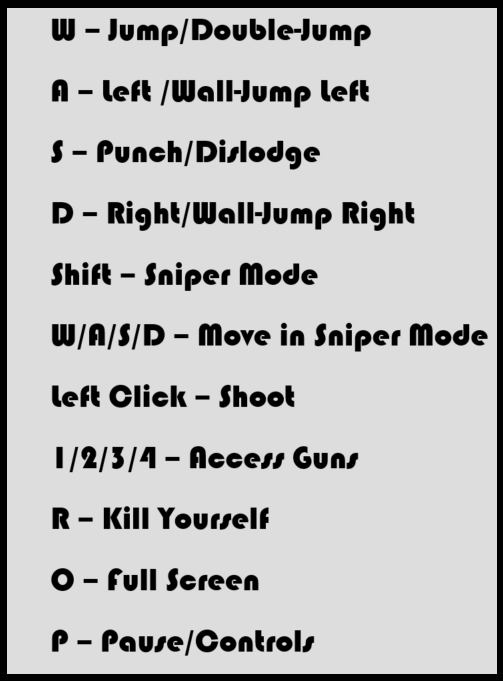 W – Jump/Double-Jump
A – Left /Wall-Jump Left
S – Punch/Dislodge
D – Right/Wall-Jump Right
Shift – Sniper Mode
W/A/S/D – Move in Sniper Mode
Left Click – Shoot
1/2/3/4 – Access Guns
R – Kill Yourself
O – Full Screen
P – Pause/Controls